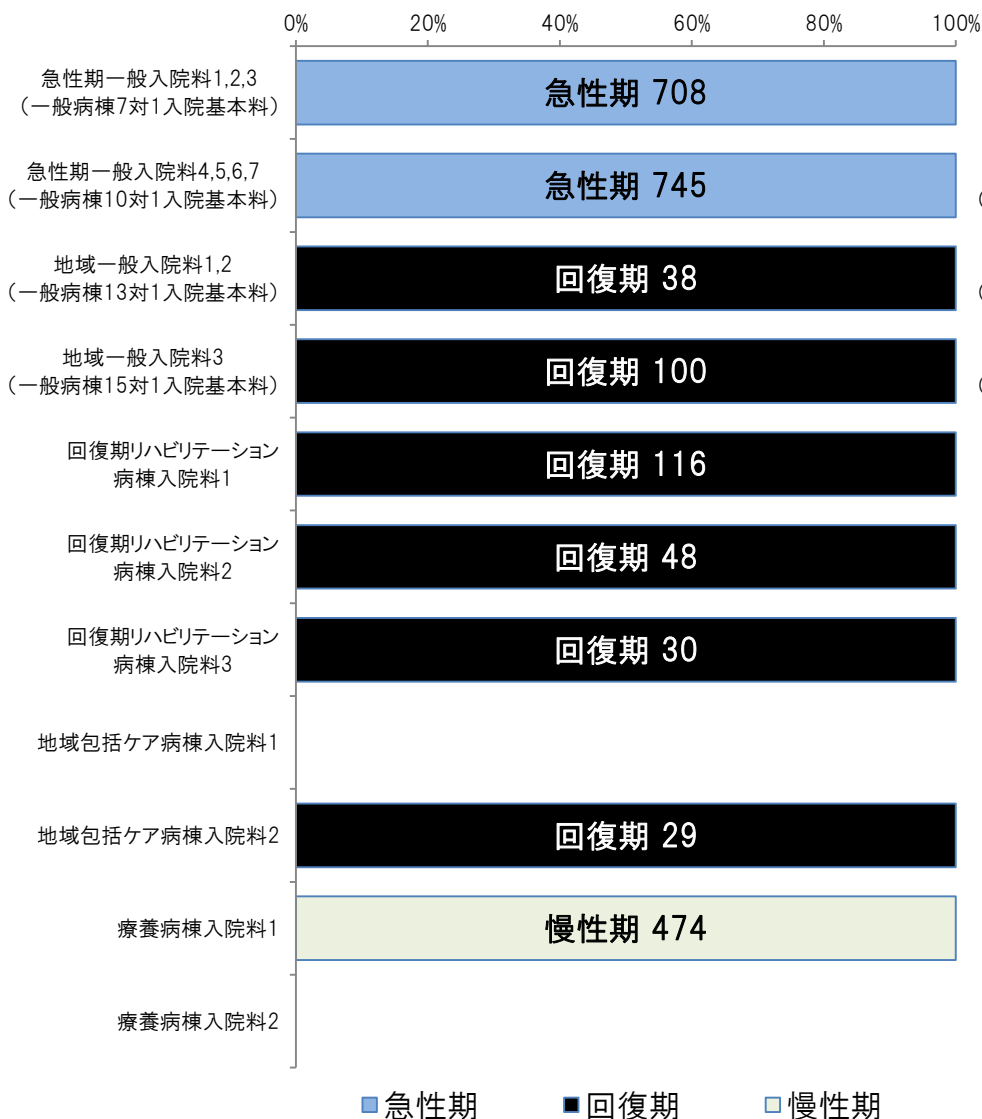 0% 20% 40% 60% 80% 100%
急性期一般入院料1,2,3
（一般病棟7対1入院基本料）
急性期 708
急性期一般入院料4,5,6,7
（一般病棟10対1入院基本料）
急性期 745
（
地域一般入院料1,2
（一般病棟13対1入院基本料）
回復期 38
（
地域一般入院料3
（一般病棟15対1入院基本料）
回復期 100
（
回復期リハビリテーション
病棟入院料1
回復期 116
回復期リハビリテーション
病棟入院料2
回復期 48
回復期リハビリテーション
病棟入院料3
回復期 30
地域包括ケア病棟入院料1
地域包括ケア病棟入院料2
回復期 29
療養病棟入院料1
慢性期 474
療養病棟入院料2
急性期 回復期 慢性期